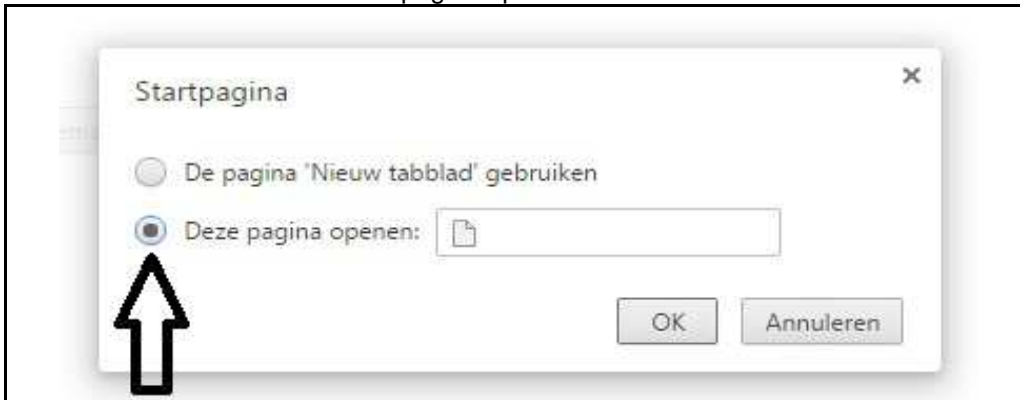 Startpagina
De pagina 'Nieuw tabblad' gebruiken
Deze pagina openen:
OK Annuleren